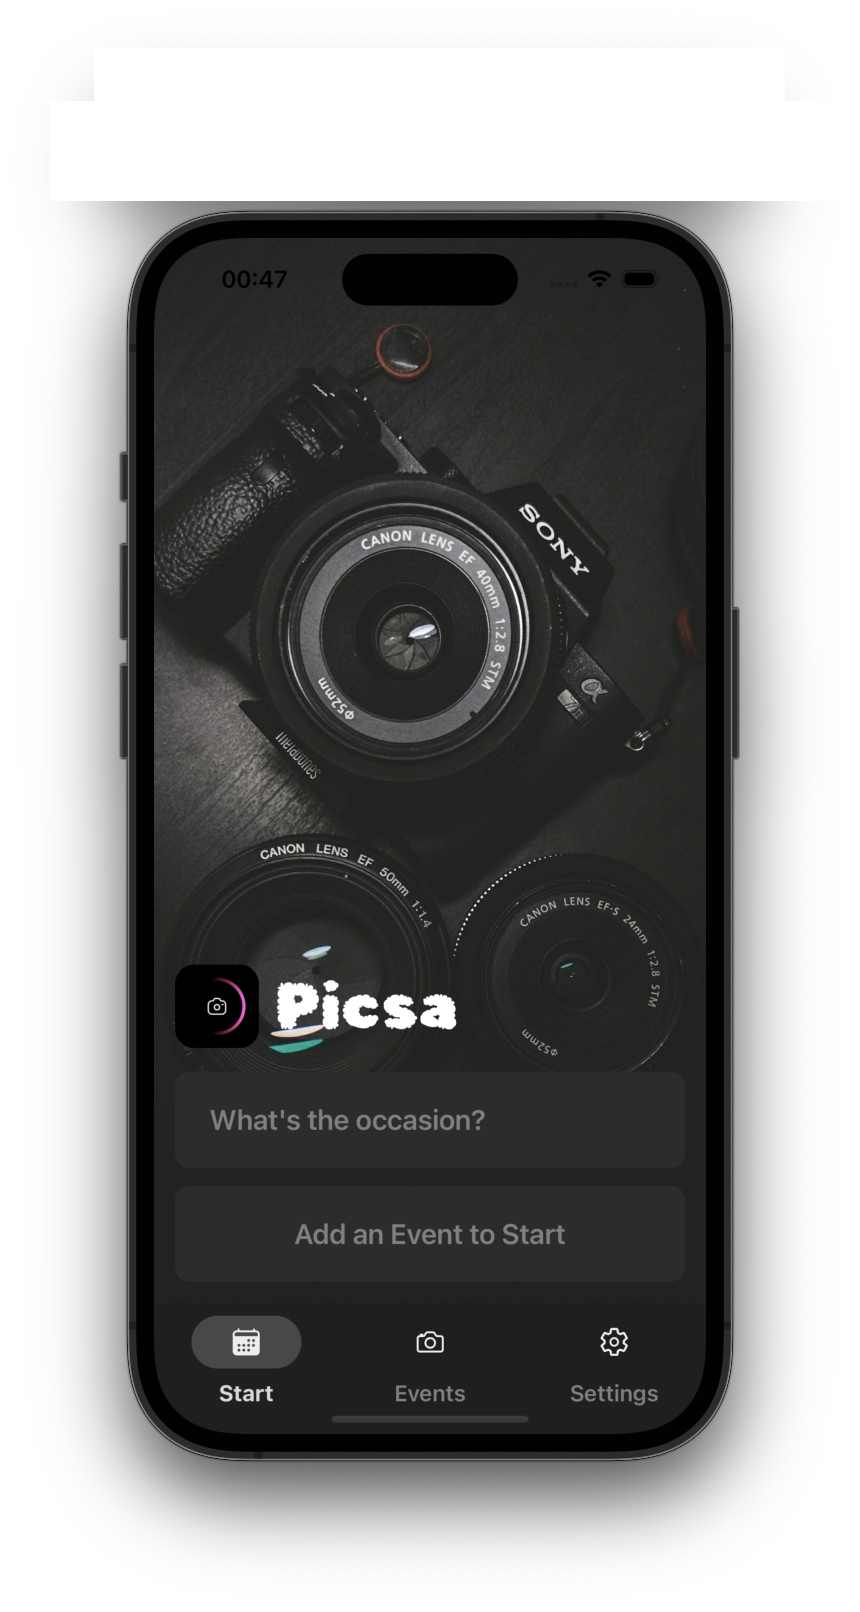 00:47
SONY
CANON LENS EF 40mm 1:2.8 STM
Φ52mm
α
7II
CANON LENS EF 50mm 1:1.4
CANON LENS EF-S 24mm 1:2.8 STM
Φ52mm
Picsa
What's the occasion?
Add an Event to Start
Start
Events
Settings